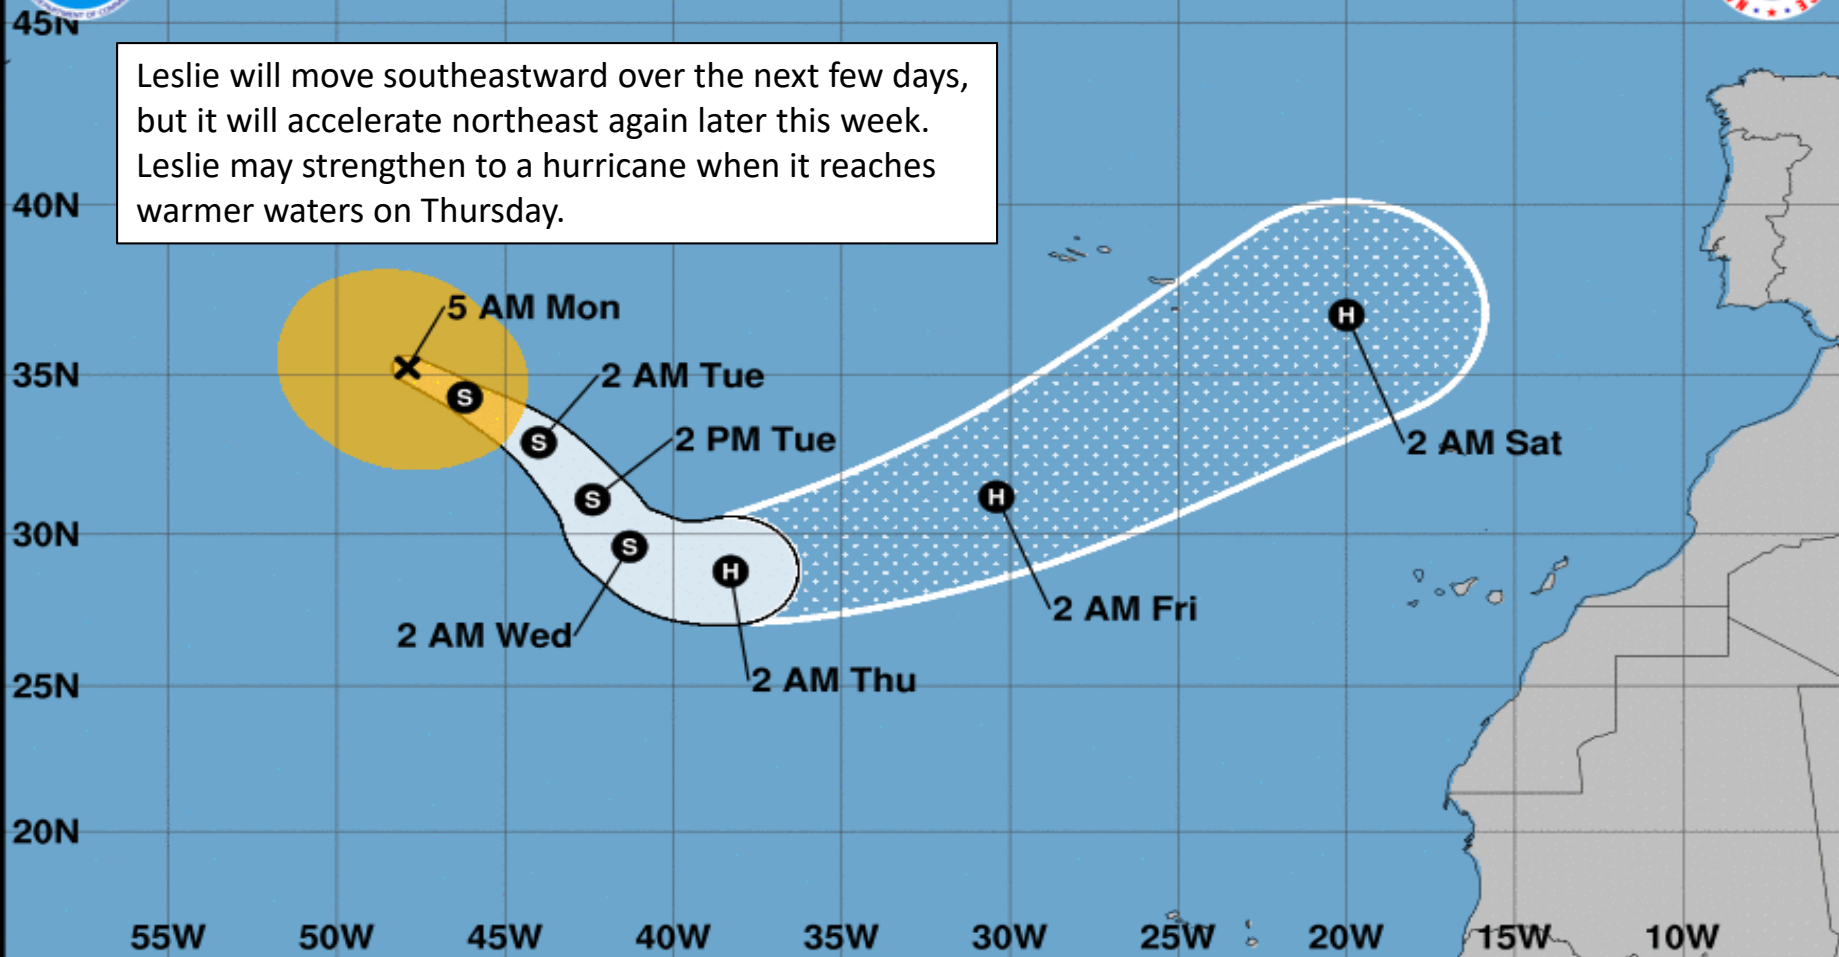 DEPARTMENT OF COMM
45N
Leslie will move southeastward over the next few days,
but it will accelerate northeast again later this week.
Leslie may strengthen to a hurricane when it reaches
warmer waters on Thursday.
40N
5 AM Mon
2 AM Tue
35N
S
H
S
2 PM Tue
2 AM Sat
S
H
30N
S
H
2 AM Fri
2 AM Wed
2 AM Thu
25N
20N
55W 50W 45W 40W 35W 30W 25W 20W 15W 10W